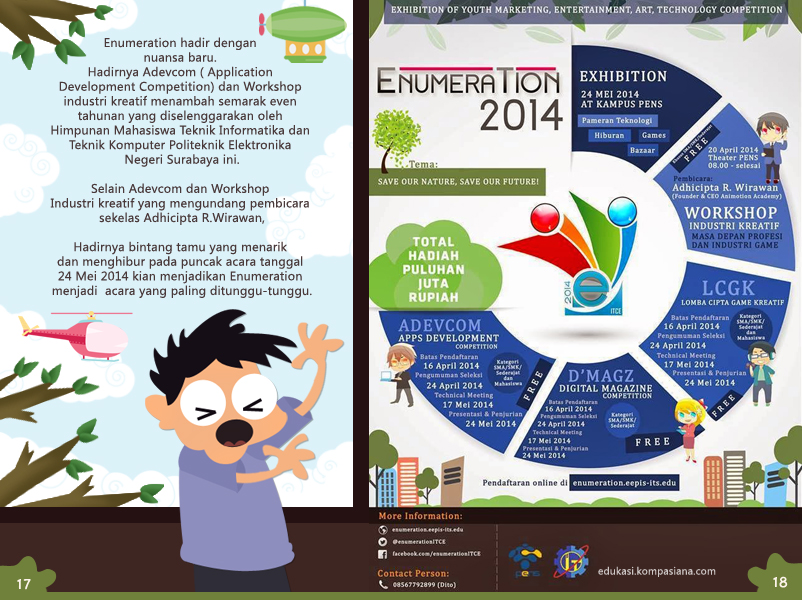 Enumeration hadir dengan
nuansa baru.
Hadirnya Adevcom ( Application
Development Competition) dan Workshop
industri kreatif menambah semarak even
tahunan yang diselenggarakan oleh
Himpunan Mahasiswa Teknik Informatika dan
Teknik Komputer Politeknik Elektronika
Negeri Surabaya ini.
Selain Adevcom dan Workshop
Industri kreatif yang mengundang pembicara
sekelas Adhicipta R.Wirawan,
Hadirnya bintang tamu yang menarik
dan menghibur pada puncak acara tanggal
24 Mei 2014 kian menjadikan Enumeration
menjadi acara yang paling ditunggu-tunggu.
17
EXHIBITION OF YOUTH MARKETING, ENTERTAINMENT, ART, TECHNOLOGY COMPETITION
ENUMERATION
2014
Tema:
SAVE OUR NATURE, SAVE OUR FUTURE!
TOTAL
HADIAH
PULUHAN
JUTA
RUPIAH
EXHIBITION
24 MEI 2014
AT KAMPUS PENS
Pameran Teknologi
Hiburan Games
Bazaar
FREE
20 April 2014
Theater PENS
08.00 - selesai
Pembicara:
Adhicipta R. Wirawan
(Founder & CEO Animotion Academy)
WORKSHOP
INDUSTRI KREATIF
MASA DEPAN PROFESI
DAN INDUSTRI GAME
2014
e
ITCE
LCGK
LOMBA CIPTA GAME KREATIF
Batas Pendaftaran
16 April 2014
Pengumuman Seleksi
24 April 2014
Technical Meeting
17 Mei 2014
Presentasi & Penjurian
24 Mei 2014
Kategori
SMA/SMK/
Sederajat
dan
Mahasiswa
FREE
ADEVCOM
APPS DEVELOPMENT
COMPETITION
Batas Pendaftaran
16 April 2014
Pengumuman Seleksi
24 April 2014
Technical Meeting
17 Mei 2014
Presentasi & Penjurian
24 Mei 2014
Kategori
SMA/SMK/
Sederajat
dan
Mahasiswa
FREE
D'MAGZ
DIGITAL MAGAZINE
COMPETITION
Batas Pendaftaran
16 April 2014
Pengumuman Seleksi
24 April 2014
Technical Meeting
17 Mei 2014
Presentasi & Penjurian
24 Mei 2014
Kategori
SMA/SMK/
Sederajat
FREE
Pendaftaran online di enumeration.eepis-its.edu
More Information:
enumeration.eepis-its.edu
@enumerationITCE
facebook.com/enumerationITCE
Contact Person:
08567792899 (Dito)
edukasi.kompasiana.com
18